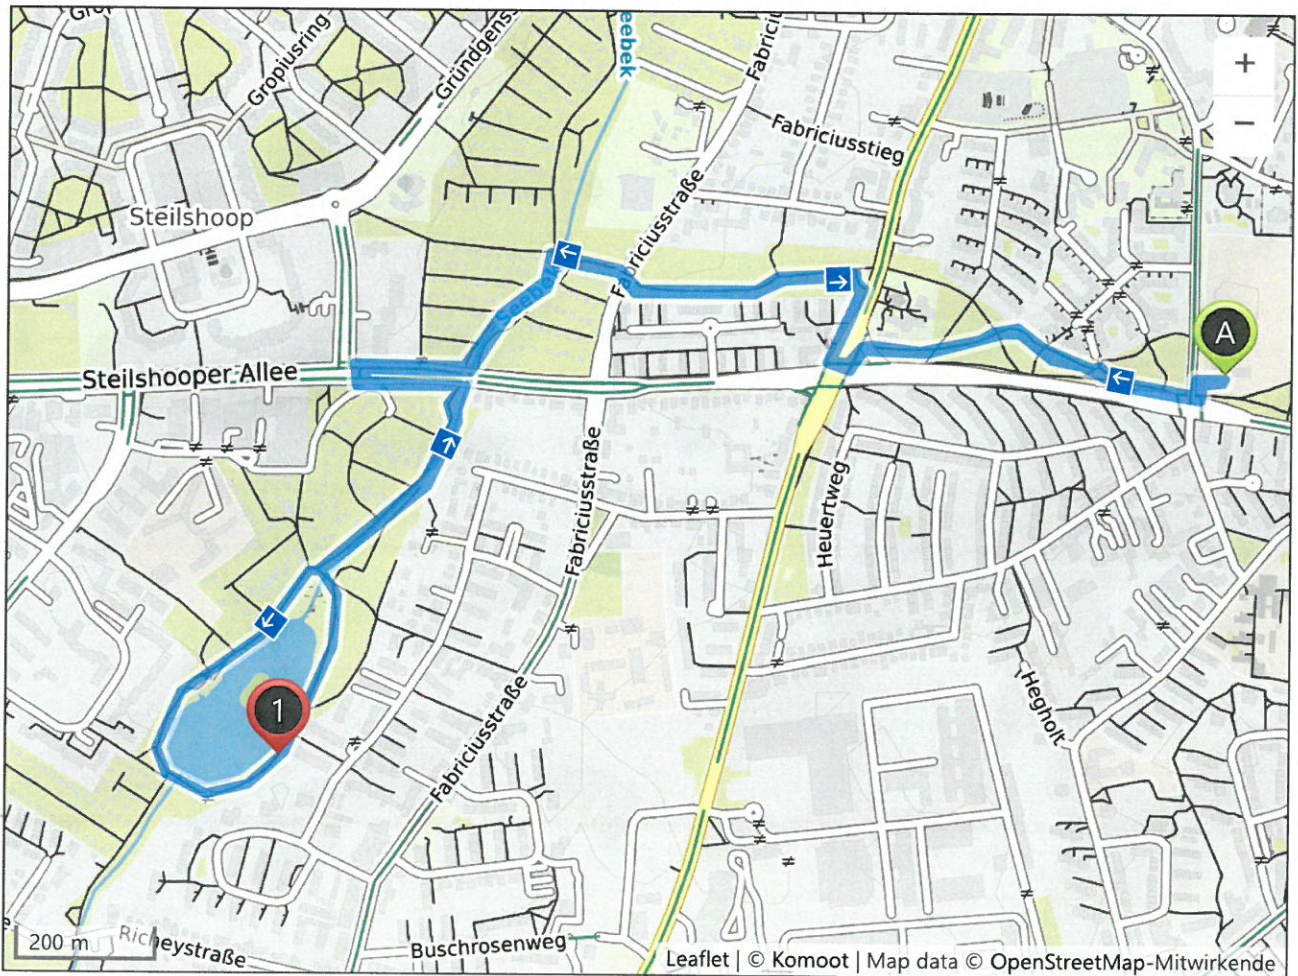 Gropiusring
Gründgenss
eebek
Fabriciu
Fabriciusstieg
+
−
Steilshoop
Fabriciusstraße
Seebek
A
Steilshooper Allee
Fabriciusstraße
Heuertweg
1
Fabriciusstraße
Hegholt
200 m
Richeystraße
Buschrosenweg
Leaflet | © Komoot | Map data © OpenStreetMap-Mitwirkende